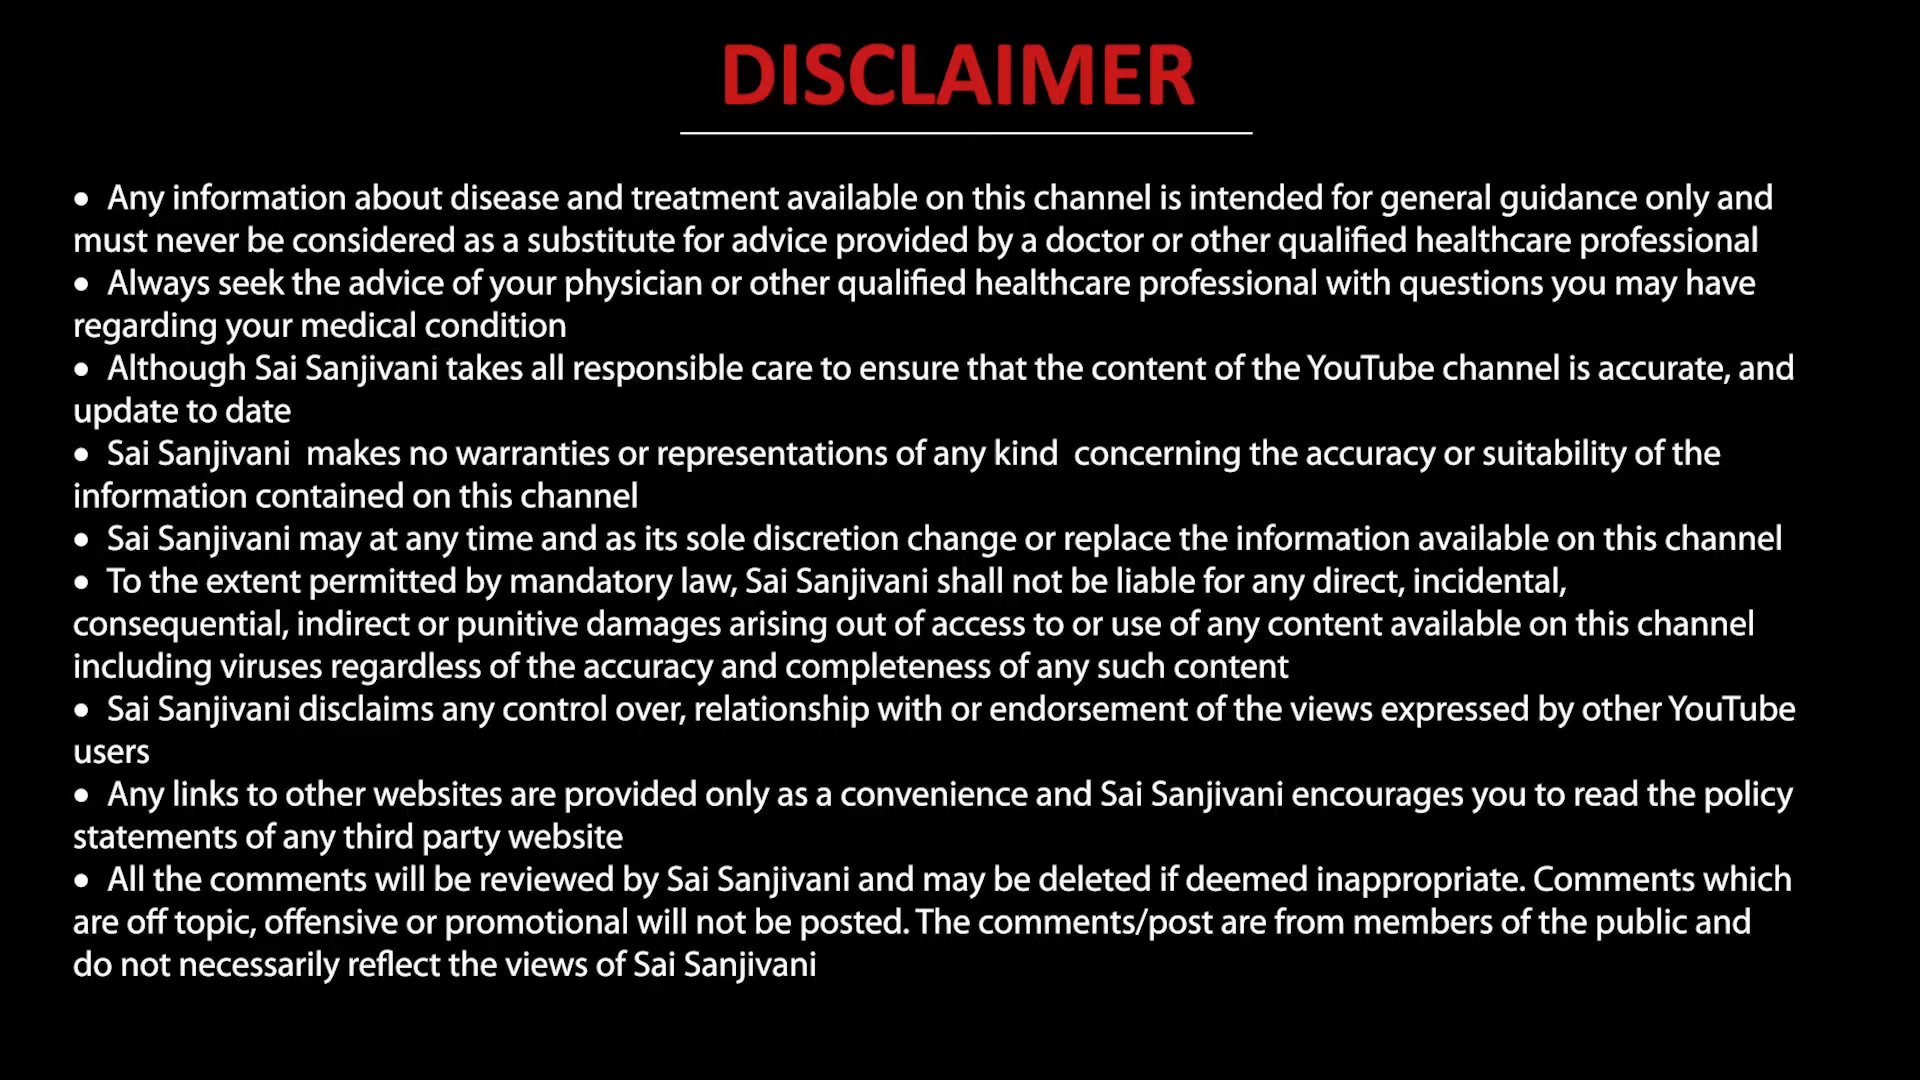 DISCLAIMER
• Any information about disease and treatment available on this channel is intended for general guidance only and
must never be considered as a substitute for advice provided by a doctor or other qualified healthcare professional
• Always seek the advice of your physician or other qualified healthcare professional with questions you may have
regarding your medical condition
• Although Sai Sanjivani takes all responsible care to ensure that the content of the YouTube channel is accurate, and
update to date
• Sai Sanjivani  makes no warranties or representations of any kind  concerning the accuracy or suitability of the
information contained on this channel
• Sai Sanjivani may at any time and as its sole discretion change or replace the information available on this channel
• To the extent permitted by mandatory law, Sai Sanjivani shall not be liable for any direct, incidental,
consequential, indirect or punitive damages arising out of access to or use of any content available on this channel
including viruses regardless of the accuracy and completeness of any such content
• Sai Sanjivani disclaims any control over, relationship with or endorsement of the views expressed by other YouTube
users
• Any links to other websites are provided only as a convenience and Sai Sanjivani encourages you to read the policy
statements of any third party website
• All the comments will be reviewed by Sai Sanjivani and may be deleted if deemed inappropriate. Comments which
are off topic, offensive or promotional will not be posted. The comments/post are from members of the public and
do not necessarily reflect the views of Sai Sanjivani